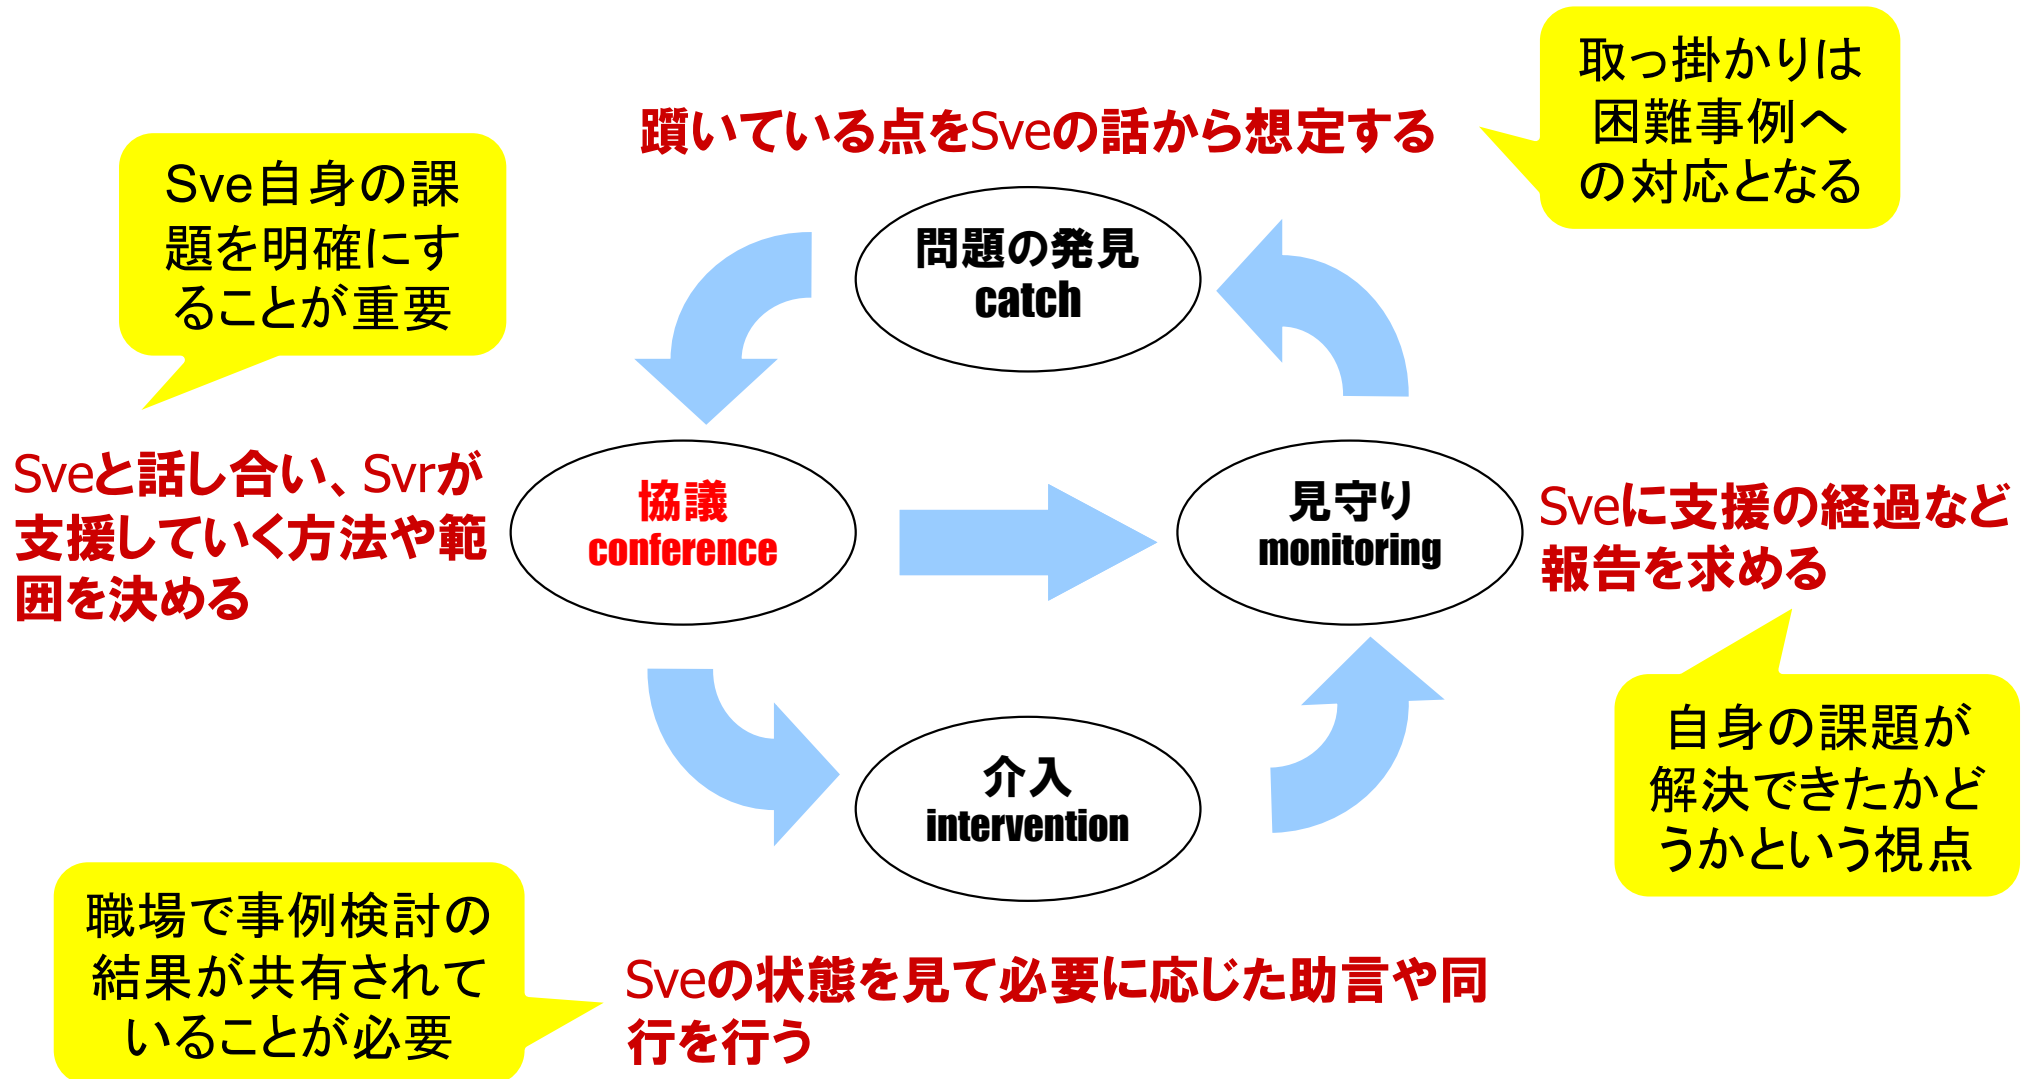 取っ掛かりは
困難事例へ
の対応となる
躓いている点をSveの話から想定する
Sve自身の課
題を明確にす
ることが重要
問題の発見
catch
Sveと話し合い、Svrが
支援していく方法や範
囲を決める
協議
conference
見守り
monitoring
Sveに支援の経過など
報告を求める
自身の課題が
解決できたかど
うかという視点
介入
intervention
職場で事例検討の
結果が共有されて
いることが必要
Sveの状態を見て必要に応じた助言や同
行を行う